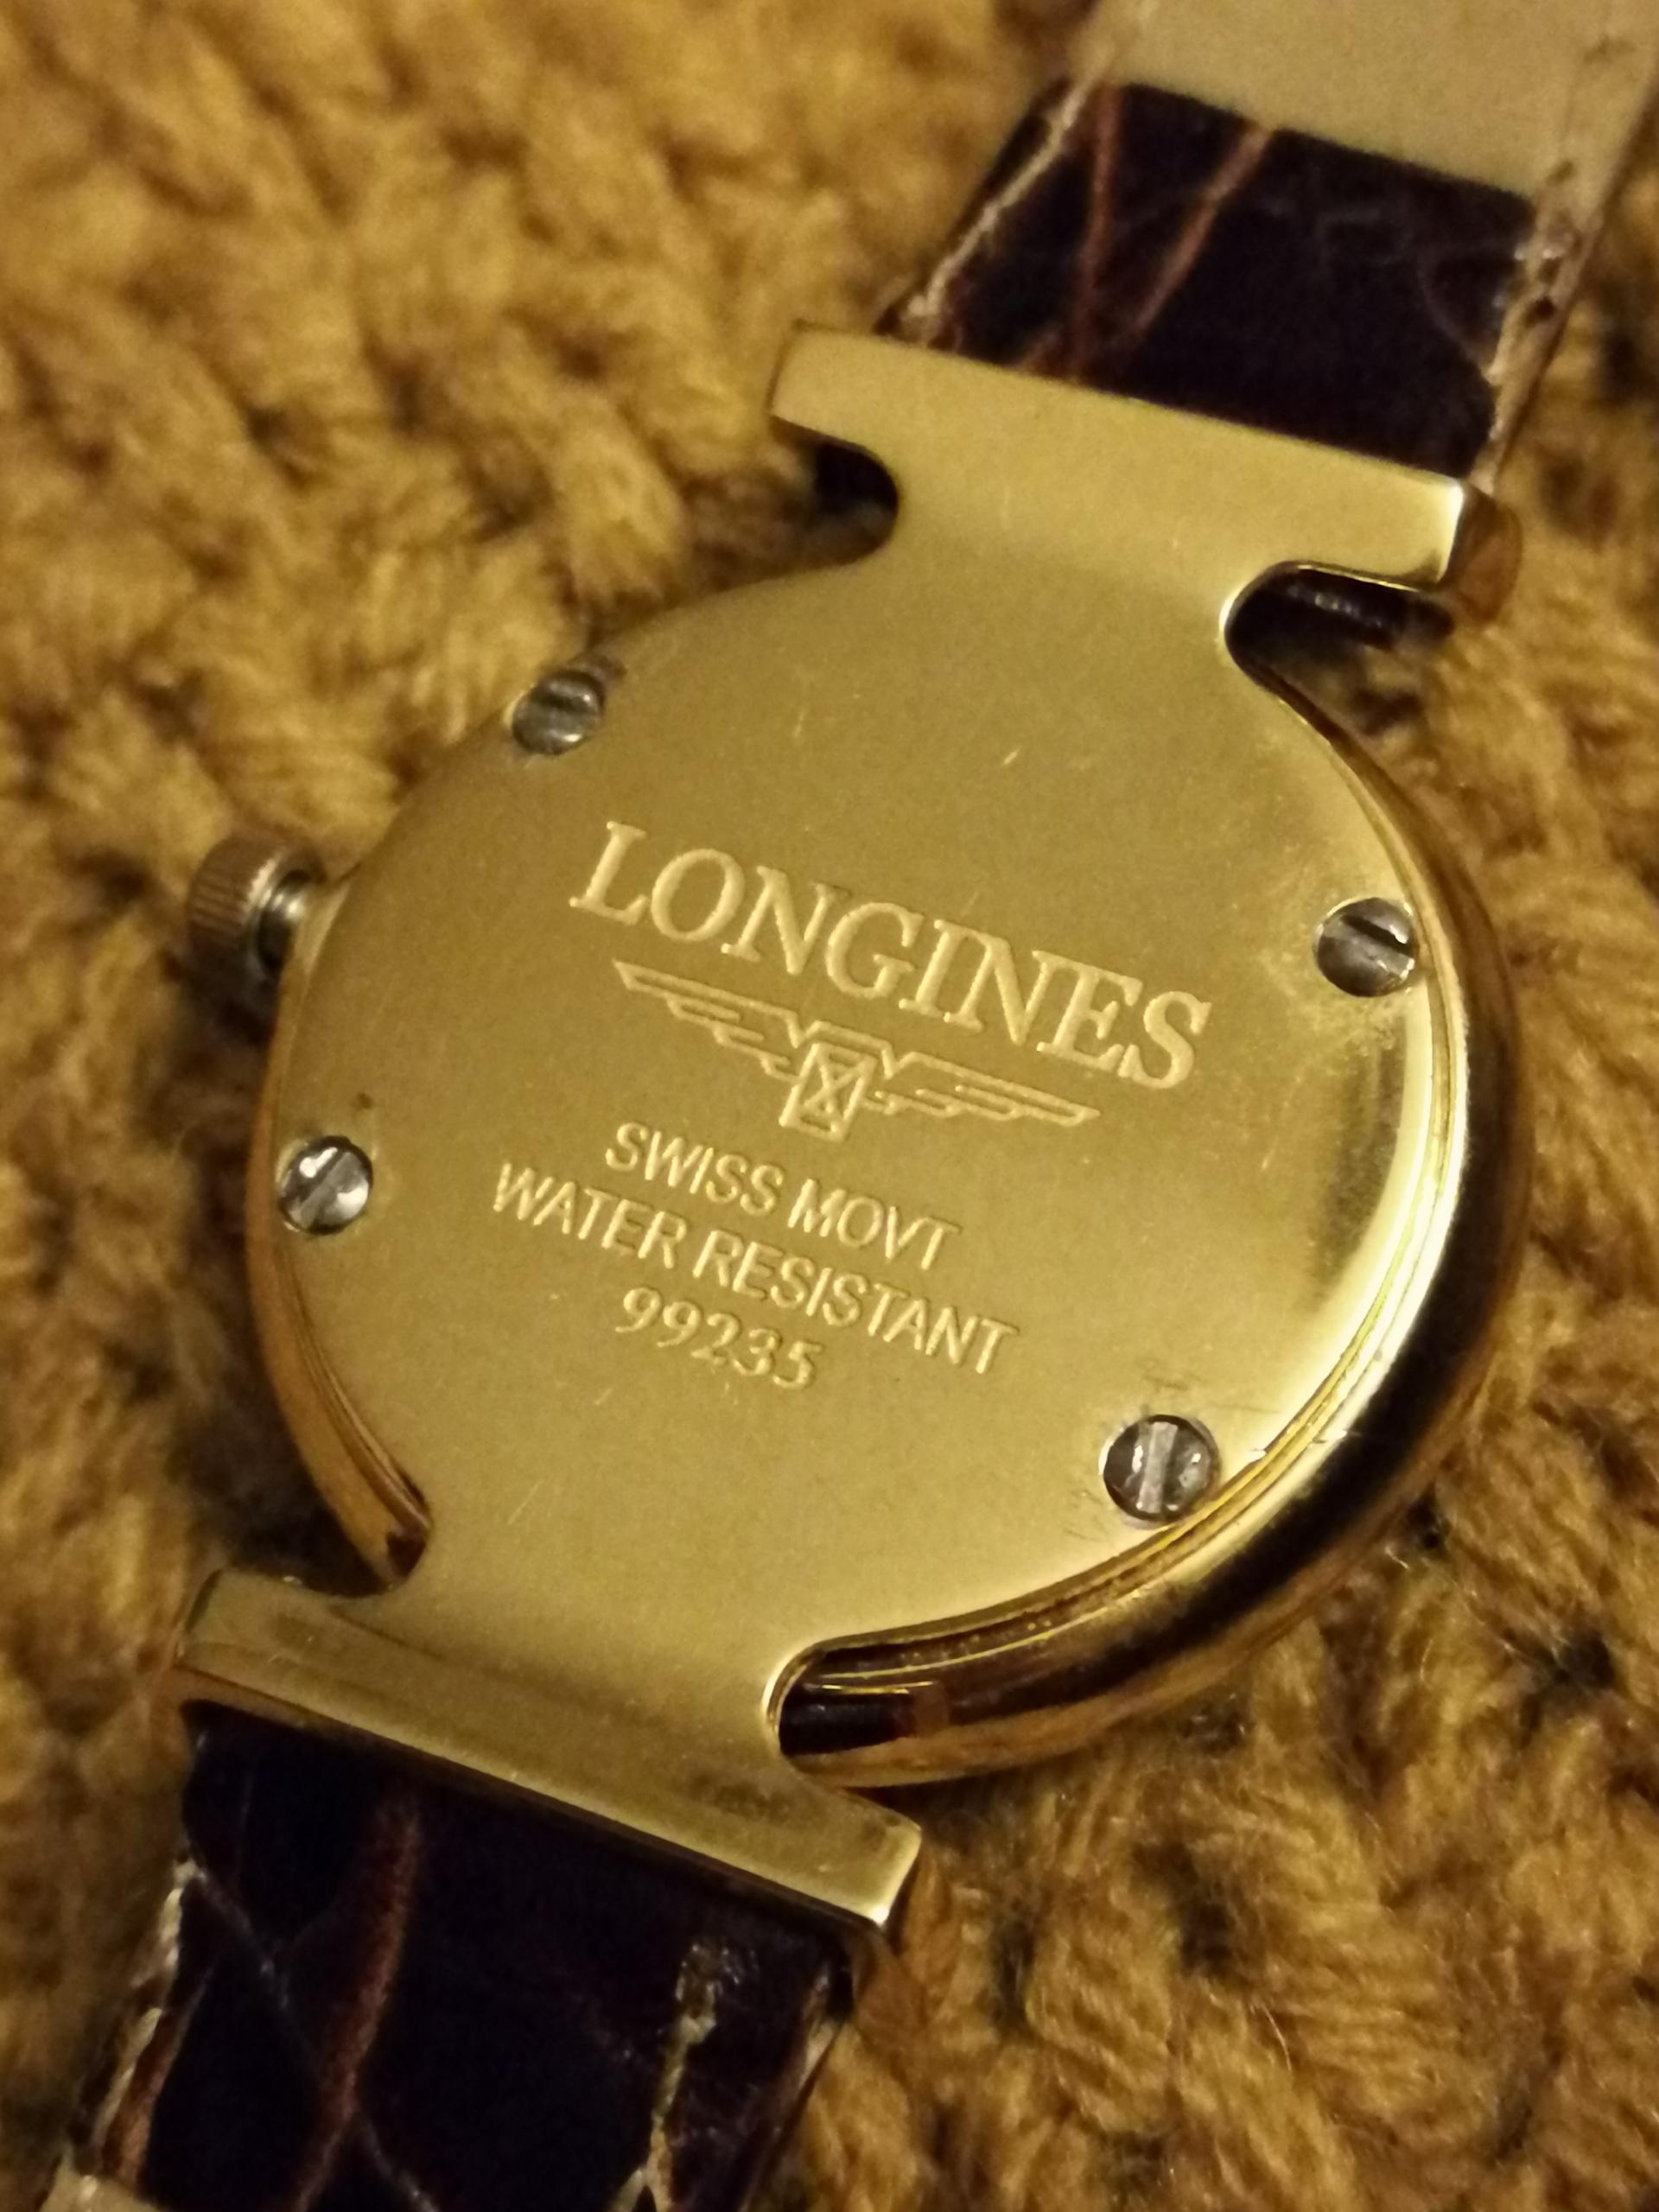 LONGINES
SWISS MOVT
WATER RESISTANT
99235